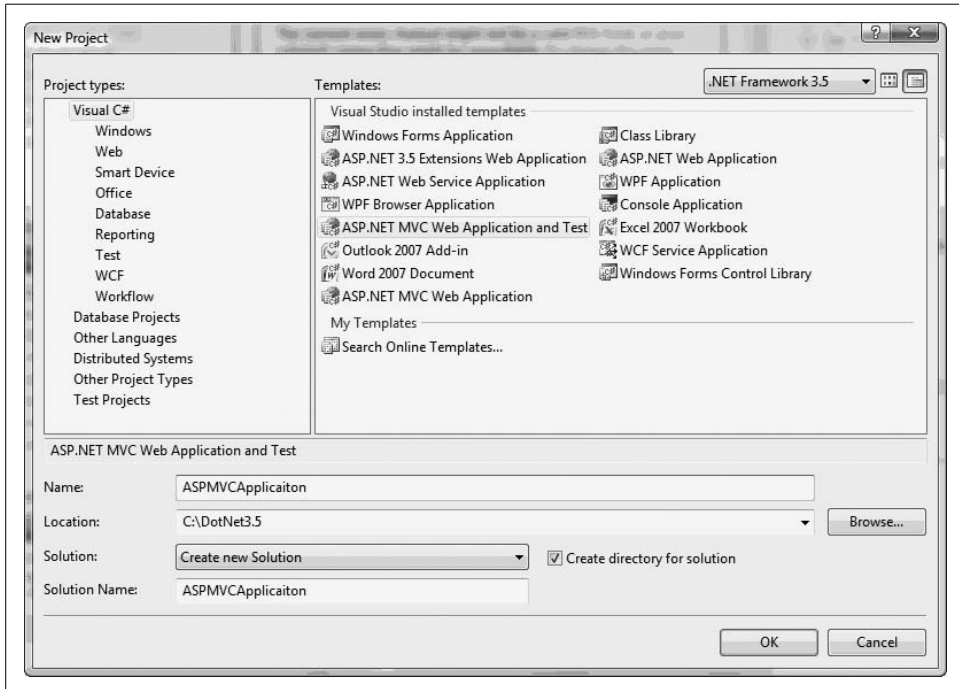 New Project
Project types:
Templates:
.NET Framework 3.5
Visual C#
Windows
Web
Smart Device
Office
Database
Reporting
Test
WCF
Workflow
Database Projects
Other Languages
Distributed Systems
Other Project Types
Test Projects
Visual Studio installed templates
Windows Forms Application
Class Library
ASP.NET 3.5 Extensions Web Application
ASP.NET Web Application
ASP.NET Web Service Application
WPF Application
WPF Browser Application
Console Application
ASP.NET MVC Web Application and Test
Excel 2007 Workbook
Outlook 2007 Add-in
WCF Service Application
Word 2007 Document
Windows Forms Control Library
ASP.NET MVC Web Application
My Templates
Search Online Templates...
ASP.NET MVC Web Application and Test
Name: ASPMVCApplicaiton
Location: C:\DotNet3.5 Browse...
Solution: Create new Solution Create directory for solution
Solution Name: ASPMVCApplicaiton
OK Cancel